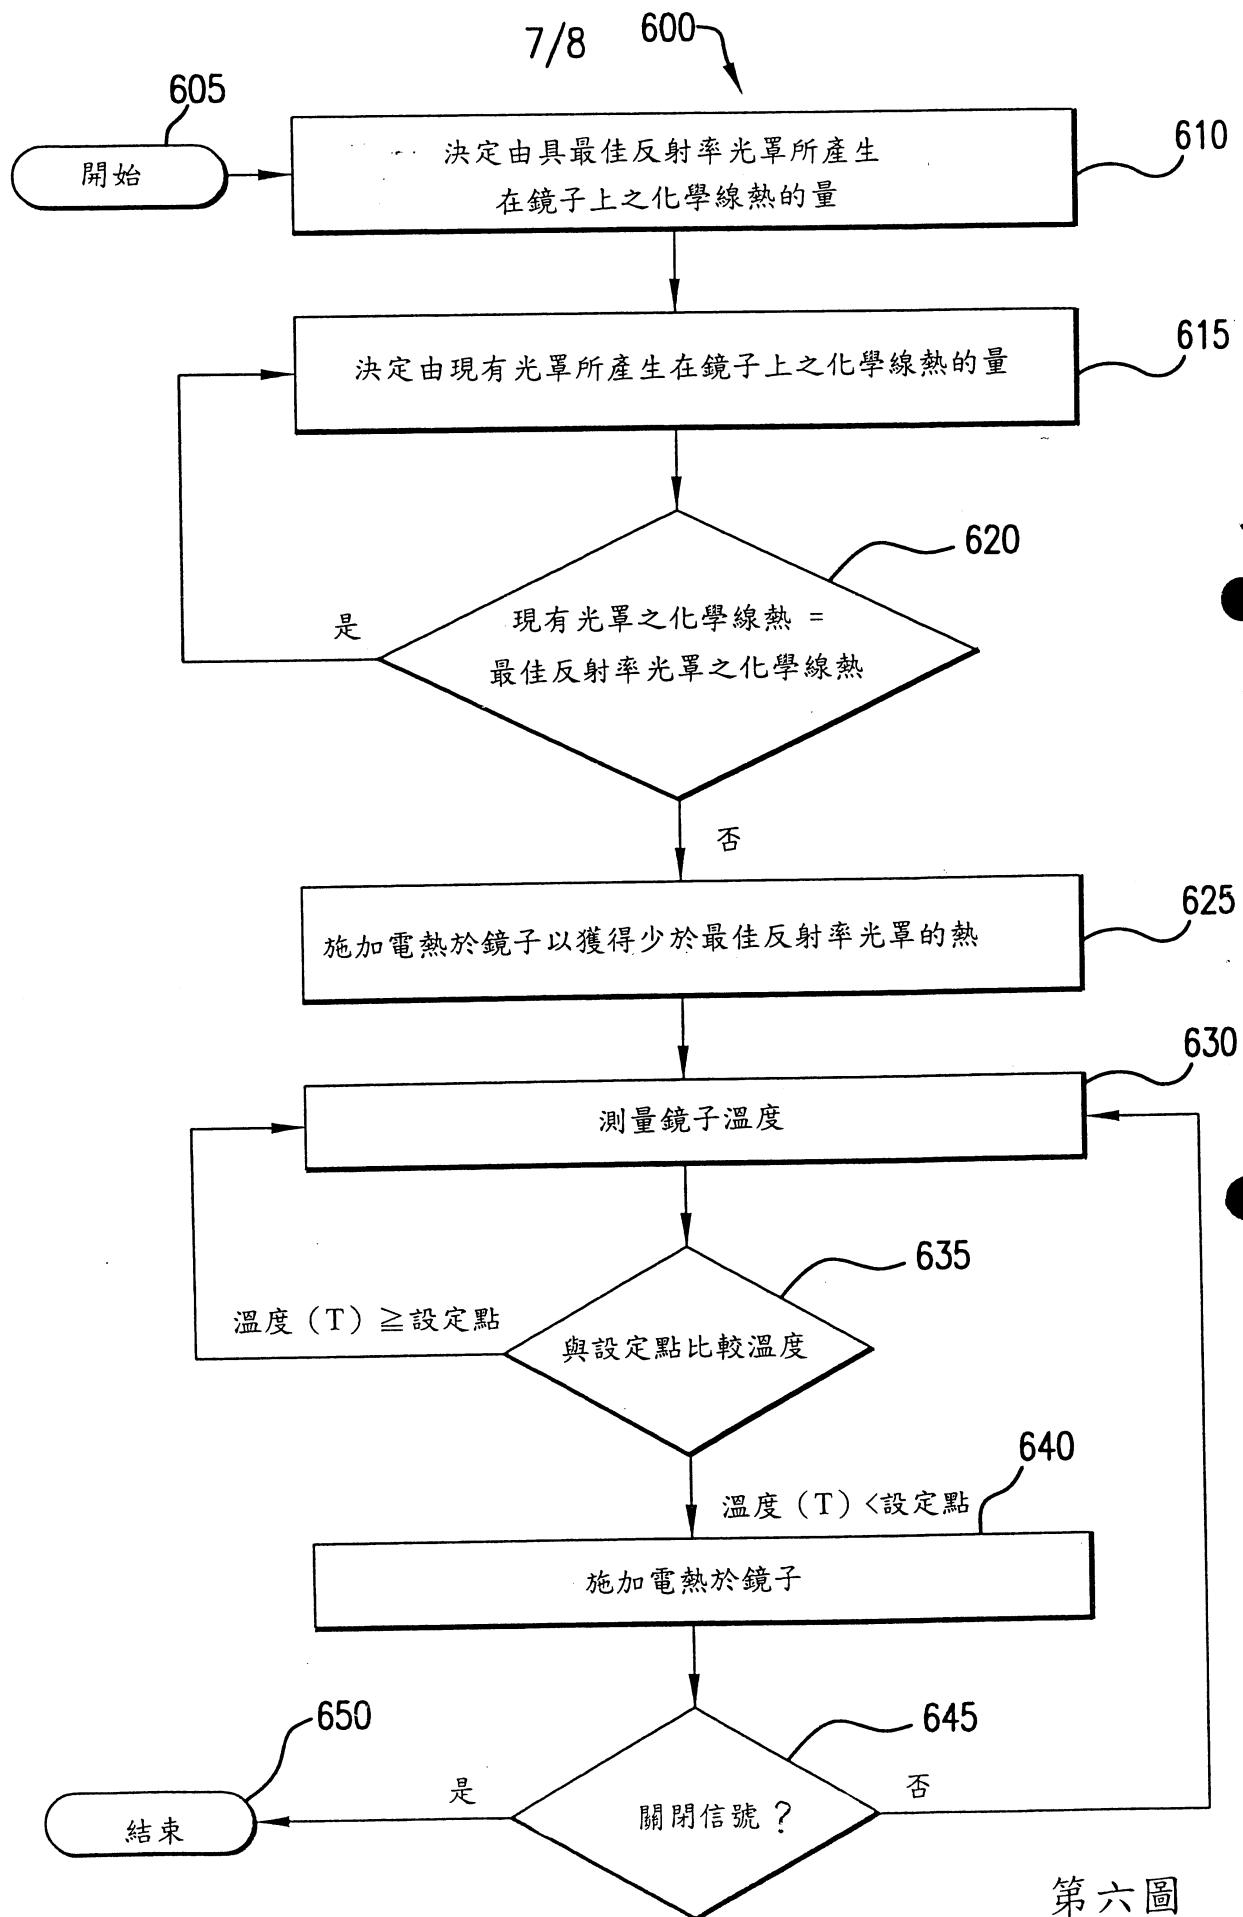 7/8
600
605
開始
決定由具最佳反射率光罩所產生
在鏡子上之化學線熱的量
610
決定由現有光罩所產生在鏡子上之化學線熱的量
615
620
現有光罩之化學線熱 =
最佳反射率光罩之化學線熱
是
否
施加電熱於鏡子以獲得少於最佳反射率光罩的熱
625
630
測量鏡子溫度
635
溫度（T）≧設定點
與設定點比較溫度
640
溫度（T）<設定點
施加電熱於鏡子
650
645
是
否
關閉信號？
結束
第六圖